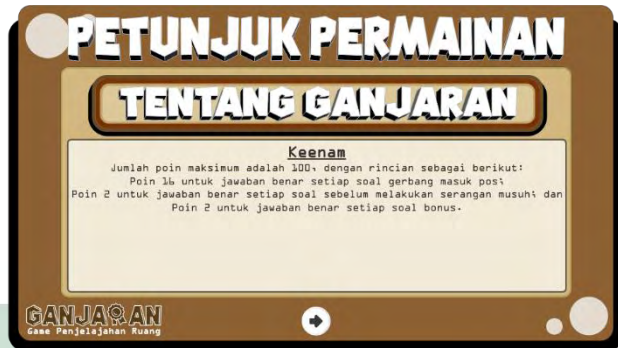 PETUNJUK PERMAINAN
TENTANG GANJARAN
Keenam
Jumlah poin maksimum adalah 100, dengan rincian sebagai berikut:
Poin 16 untuk jawaban benar setiap soal gerbang masuk pos;
Poin 2 untuk jawaban benar setiap soal sebelum melakukan serangan musuh; dan
Poin 2 untuk jawaban benar setiap soal bonus.
GANJARAN
Game Penjelajahan Ruang